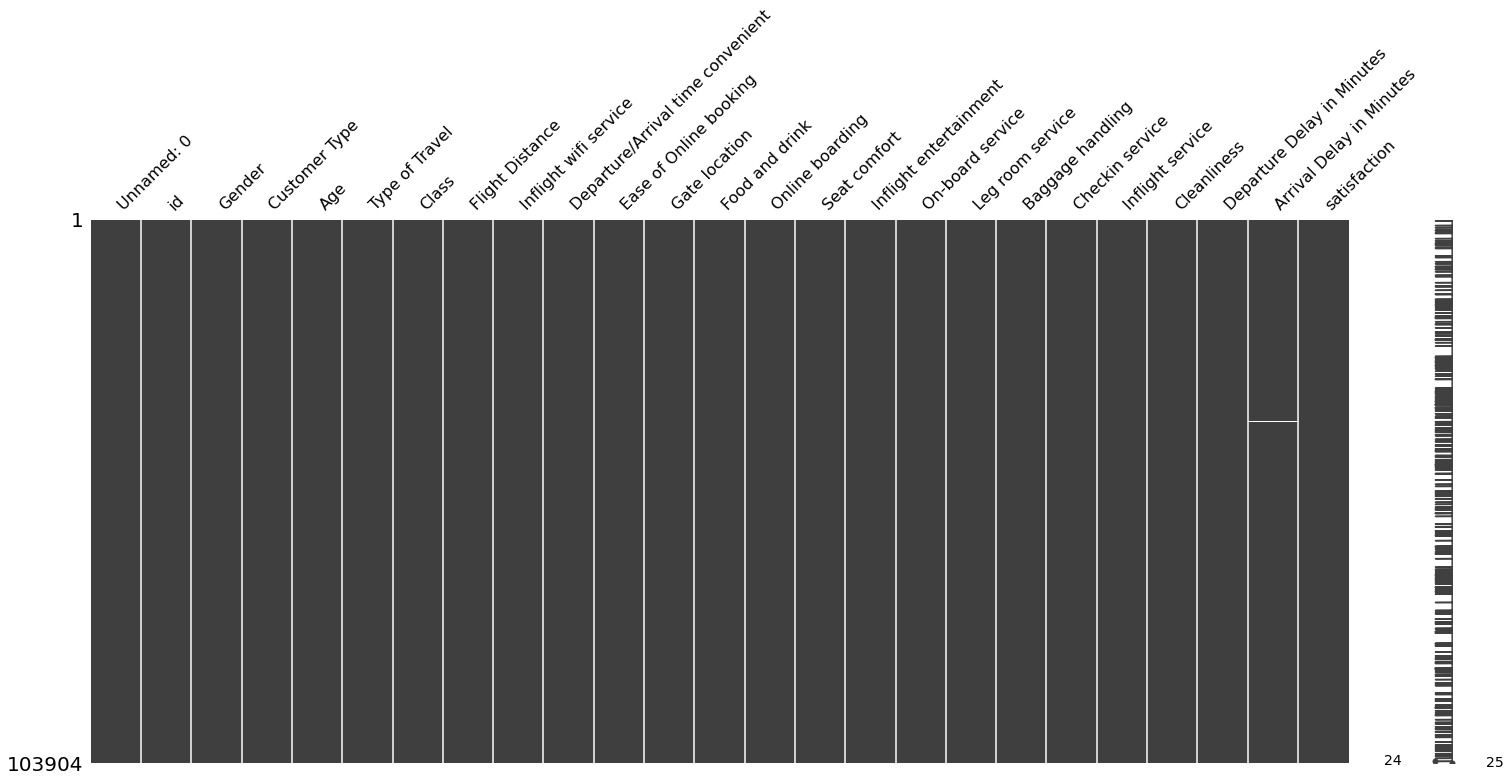 Unnamed: 0
id
Gender
Customer Type
Age
Type of Travel
Class
Flight Distance
Inflight wifi service
Departure/Arrival time convenient
Ease of Online booking
Gate location
Food and drink
Online boarding
Seat comfort
Inflight entertainment
On-board service
Leg room service
Baggage handling
Checkin service
Inflight service
Cleanliness
Departure Delay in Minutes
Arrival Delay in Minutes
satisfaction
1
103904
24
25